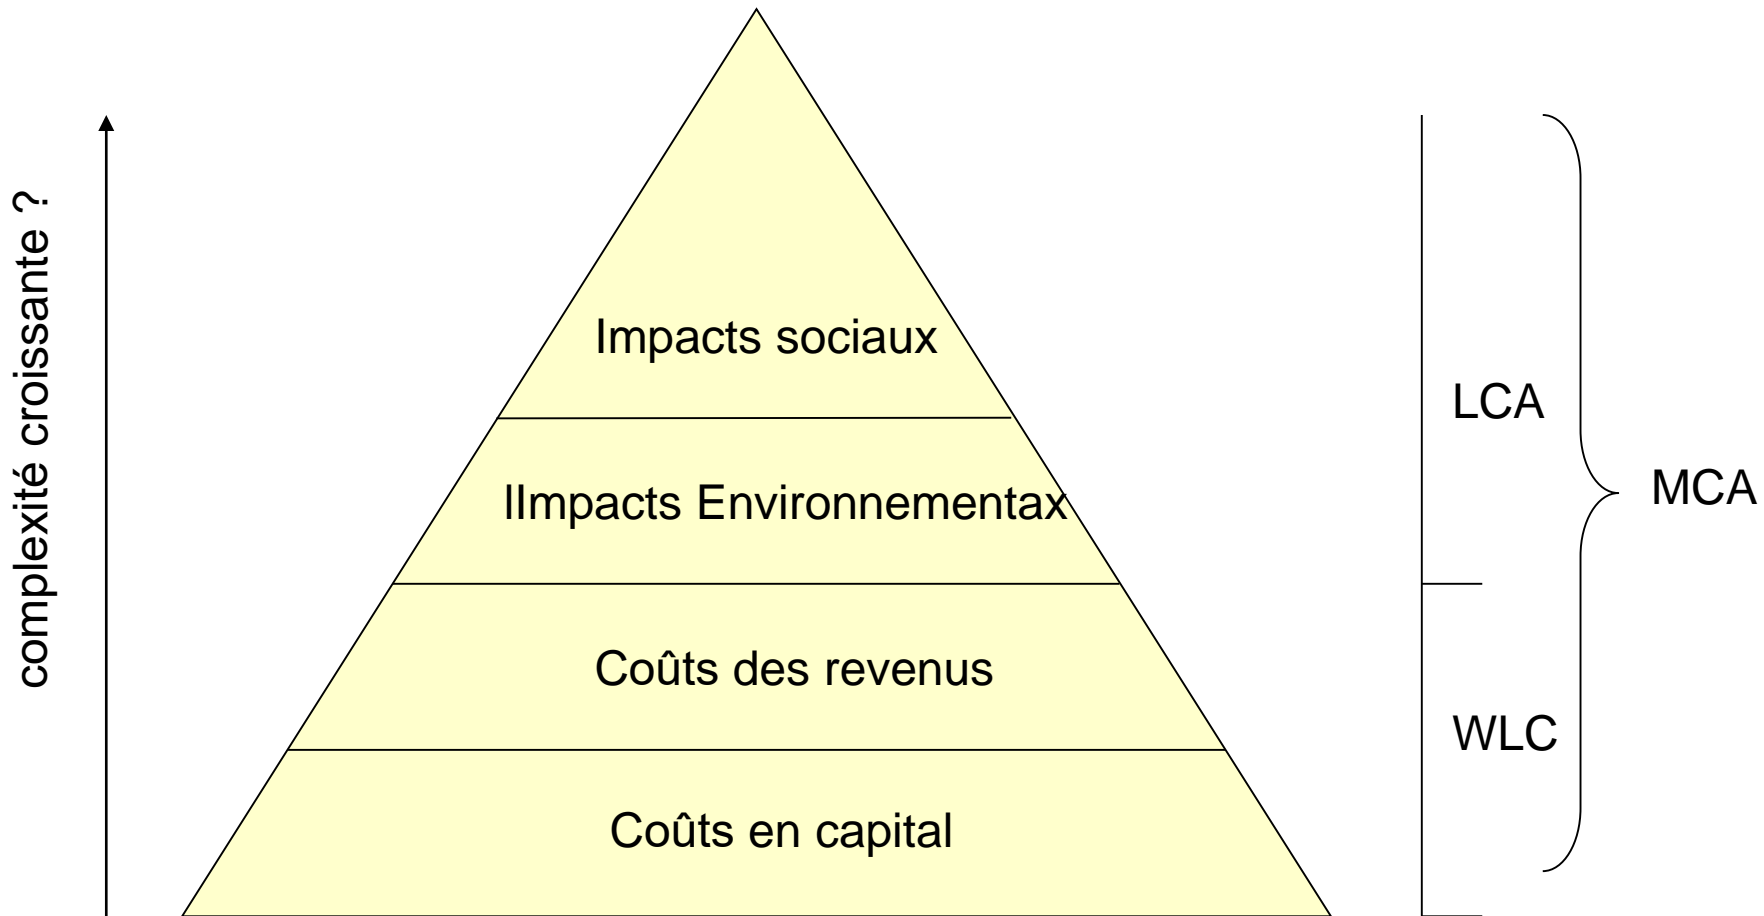 complexité croissante ?
Impacts sociaux
IImpacts Environnementax
Coûts des revenus
Coûts en capital
LCA
WLC
MCA